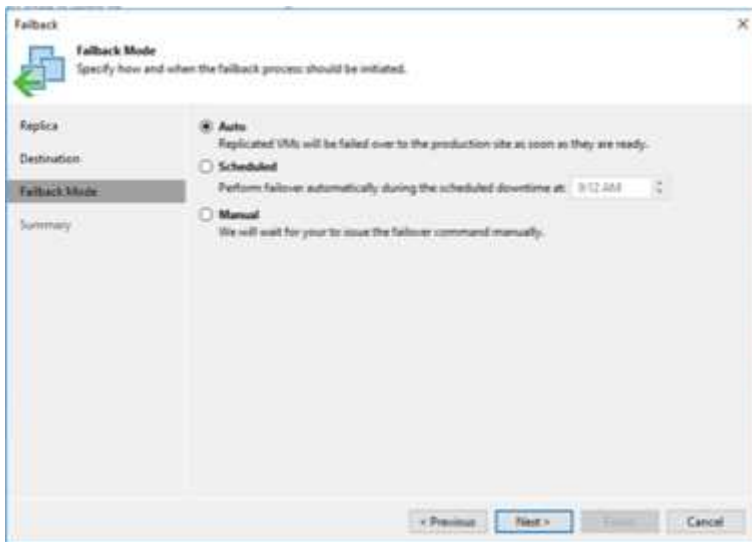 Failback
Failback Mode
Specify how and when the failback process should be initiated.
Replica
Destination
Failback Mode
Summary
Auto
Replicated VMs will be failed over to the production site as soon as they are ready.
Scheduled
Perform failover automatically during the scheduled downtime at: 9:12 AM
Manual
We will wait for your to issue the failover command manually.
< Previous
Next >
Finish
Cancel